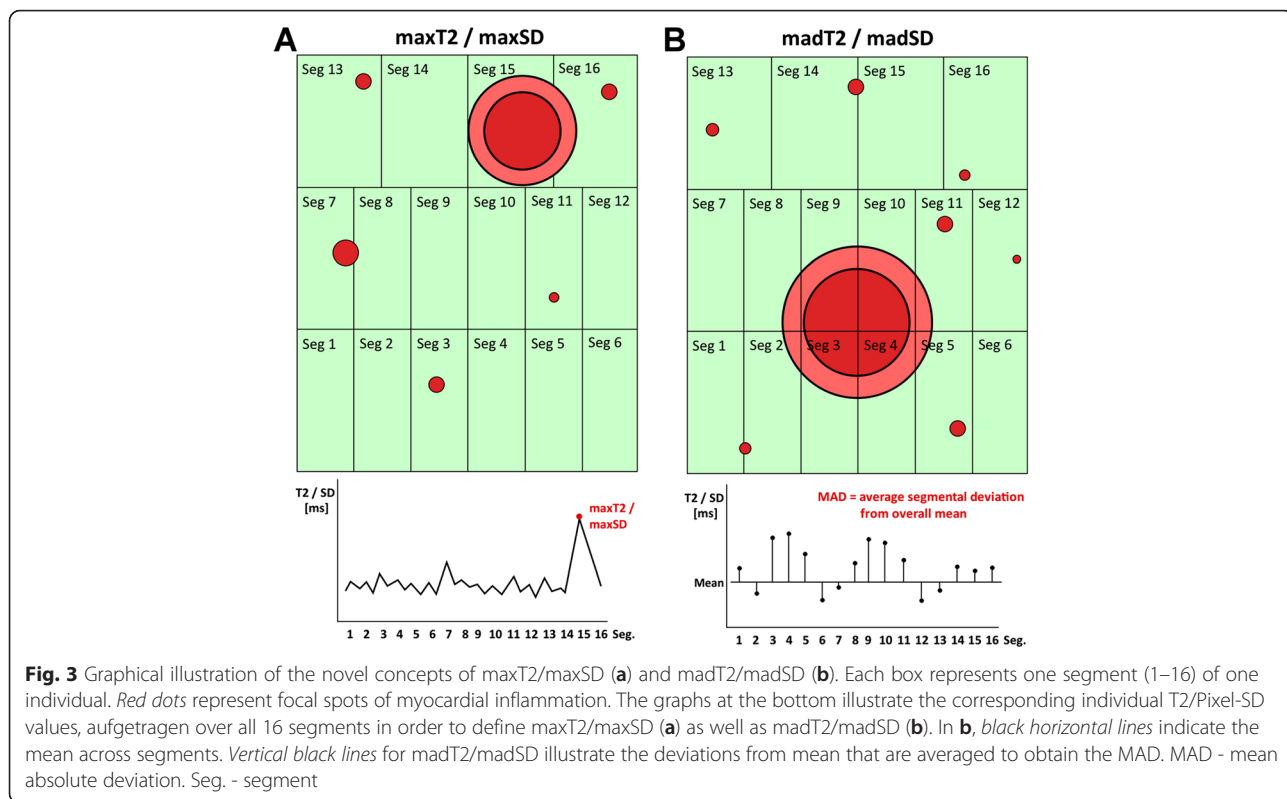 A
maxT2 / maxSD
Seg 13 Seg 14 Seg 15 Seg 16
Seg 7 Seg 8 Seg 9 Seg 10 Seg 11 Seg 12
Seg 1 Seg 2 Seg 3 Seg 4 Seg 5 Seg 6
T2 / SD
[ms]
maxT2 /
maxSD
1 2 3 4 5 6 7 8 9 10 11 12 13 14 15 16 Seg.
B
madT2 / madSD
Seg 13 Seg 14 Seg 15 Seg 16
Seg 7 Seg 8 Seg 9 Seg 10 Seg 11 Seg 12
Seg 1 Seg 2 Seg 3 Seg 4 Seg 5 Seg 6
T2 / SD
[ms]
MAD = average segmental deviation
from overall mean
Mean
1 2 3 4 5 6 7 8 9 10 11 12 13 14 15 16 Seg.
Fig. 3 Graphical illustration of the novel concepts of maxT2/maxSD (a) and madT2/madSD (b). Each box represents one segment (1–16) of one
individual. Red dots represent focal spots of myocardial inflammation. The graphs at the bottom illustrate the corresponding individual T2/Pixel-SD
values, aufgetragen over all 16 segments in order to define maxT2/maxSD (a) as well as madT2/madSD (b). In b, black horizontal lines indicate the
mean across segments. Vertical black lines for madT2/madSD illustrate the deviations from mean that are averaged to obtain the MAD. MAD - mean
absolute deviation. Seg. - segment